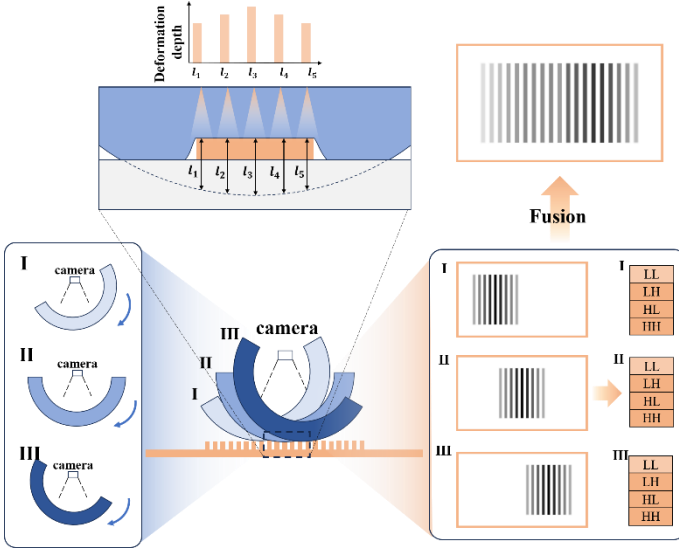 Deformation
depth
l1 l2 l3 l4 l5
l1 l2 l3 l4 l5
Fusion
I
camera
II
camera
III
camera
III
camera
II
I
I
I
LL
LH
HL
HH
II
II
LL
LH
HL
HH
III
III
LL
LH
HL
HH